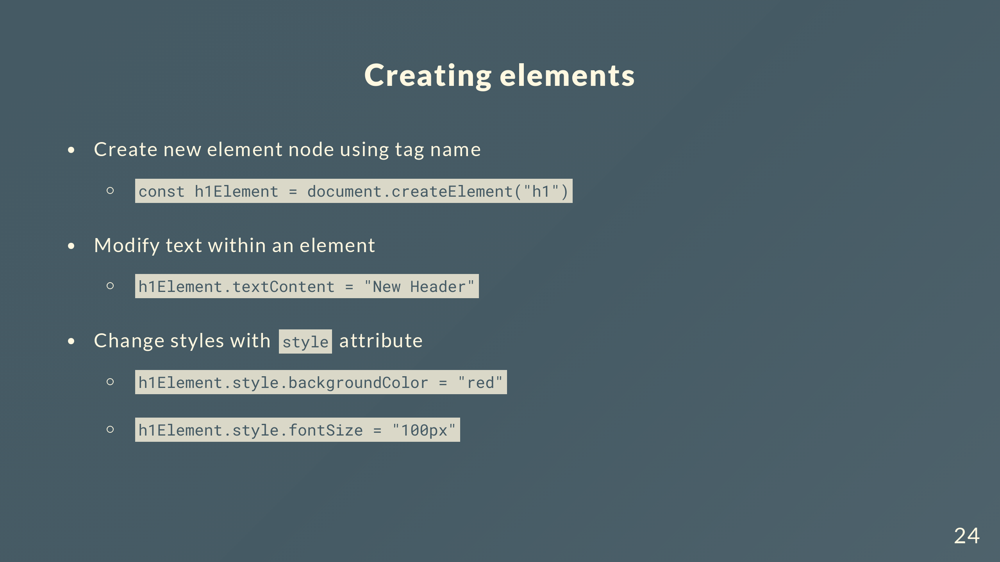 Creating elements
Create new element node using tag name
const h1Element = document.createElement("h1")
Modify text within an element
h1Element.textContent = "New Header"
Change styles with style attribute
h1Element.style.backgroundColor = "red"
h1Element.style.fontSize = "100px"
24